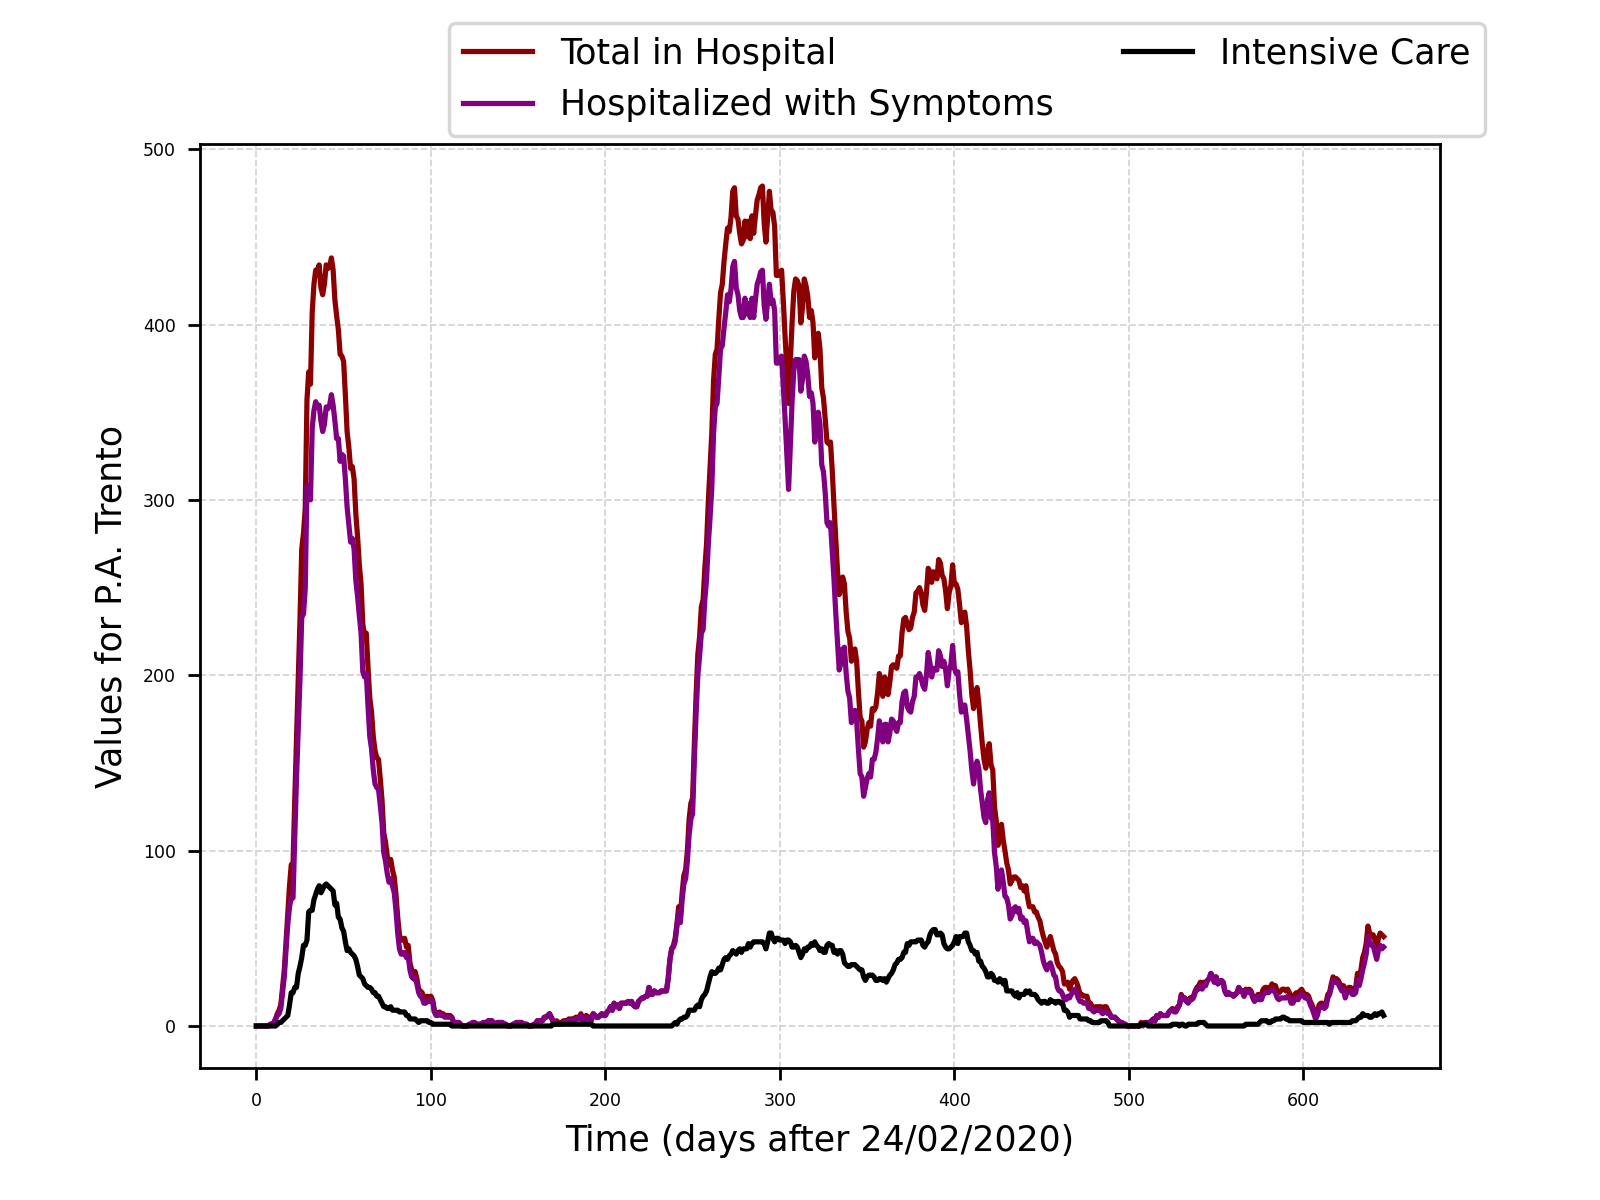 Total in Hospital
Intensive Care
Hospitalized with Symptoms
500
400
300
200
100
0
Values for P.A. Trento
0 100 200 300 400 500 600
Time (days after 24/02/2020)